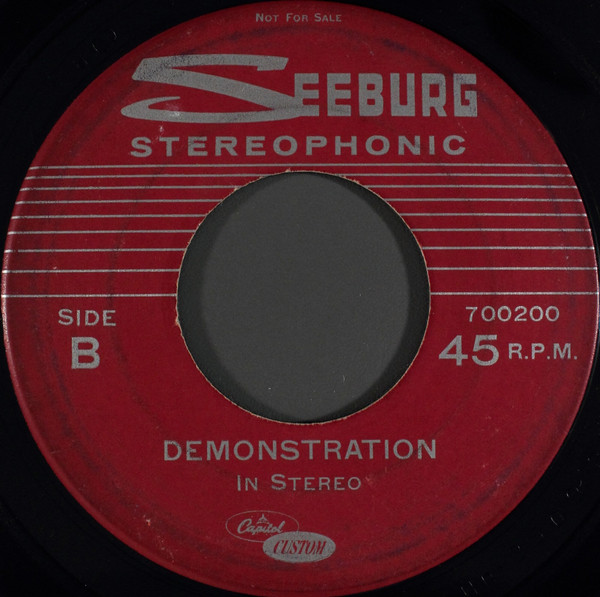 NOT FOR SALE
SEEBURG
STEREOPHONIC
SIDE
B
700200
45 R.P.M.
DEMONSTRATION
IN STEREO
Capitol
CUSTOM